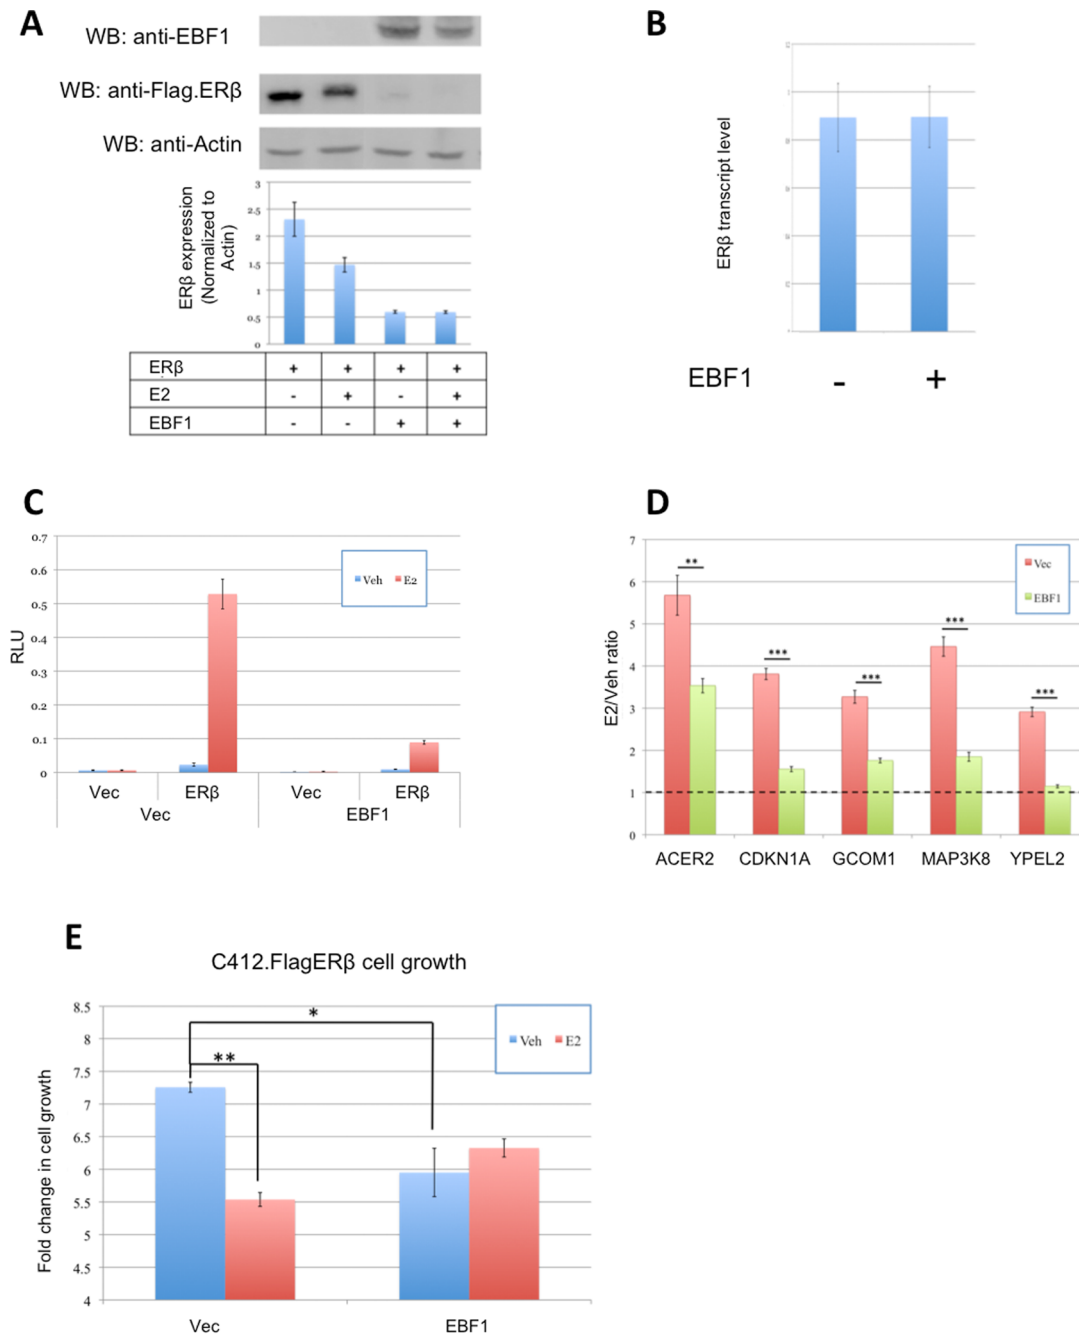 A
WB: anti-EBF1
WB: anti-Flag.ERβ
WB: anti-Actin
ERβ expression
(Normalized to
Actin)
3
2.5
2
1.5
1
0.5
0
ERβ + + + +
E2 - + - +
EBF1 - - + +
B
ERβ transcript level
EBF1 - +
C
RLU
0.7
0.6
0.5
0.4
0.3
0.2
0.1
0
Veh E2
Vec ERβ Vec ERβ
Vec EBF1
D
E2/Veh ratio
7
6
5
4
3
2
1
0
** *** *** *** ***
Vec
EBF1
ACER2 CDKN1A GCOM1 MAP3K8 YPEL2
E
C412.FlagERβ cell growth
Fold change in cell growth
8.5
8
7.5
7
6.5
6
5.5
5
4.5
4
*
**
Veh E2
Vec EBF1